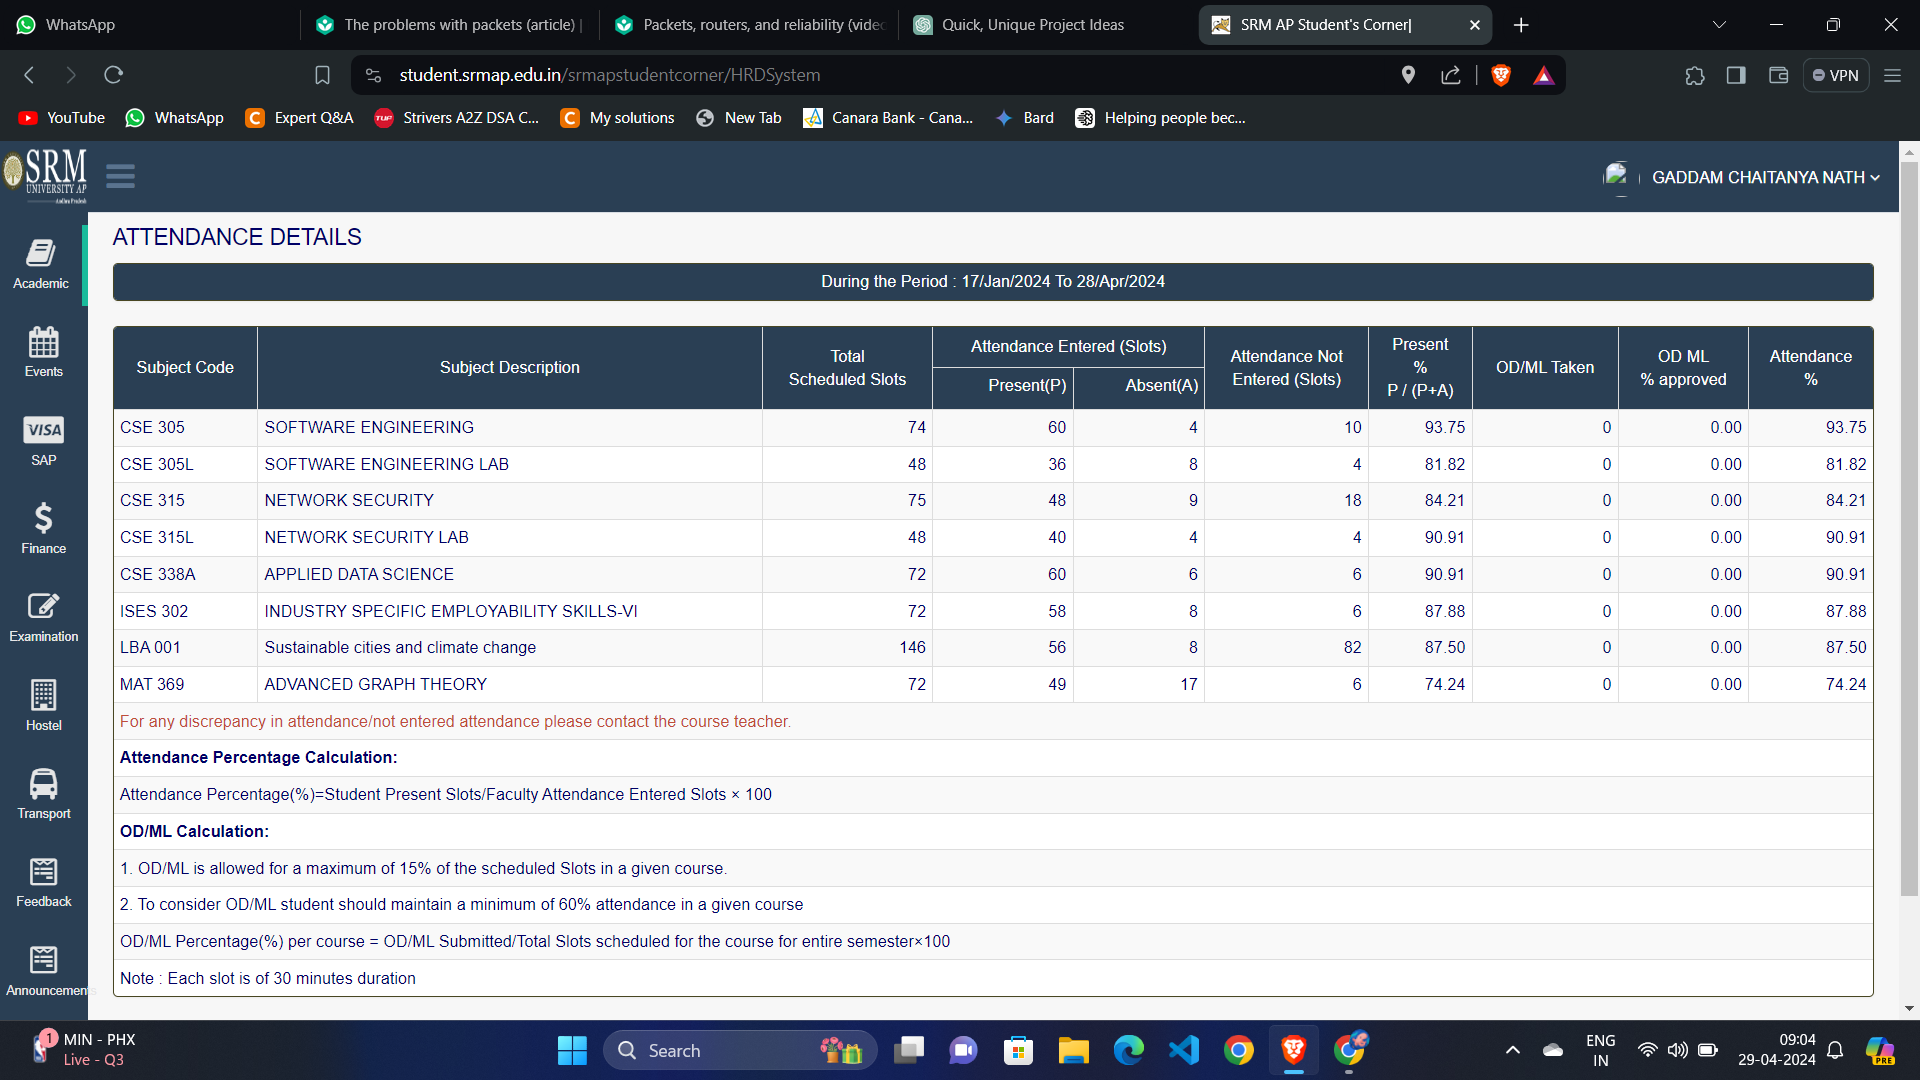 WhatsApp
The problems with packets (article) |
Packets, routers, and reliability (video
Quick, Unique Project Ideas
SRM AP Student's Corner|
student.srmap.edu.in/srmapstudentcorner/HRDSystem
VPN
YouTube WhatsApp Expert Q&A Strivers A2Z DSA C... My solutions New Tab Canara Bank - Cana... Bard Helping people bec...
SRM
UNIVERSITY AP
Andhra Pradesh
GADDAM CHAITANYA NATH
Academic
Events
VISA
SAP
Finance
Examination
Hostel
Transport
Feedback
Announcement
ATTENDANCE DETAILS
During the Period : 17/Jan/2024 To 28/Apr/2024
Subject Code
Subject Description
Total
Scheduled Slots
Attendance Entered (Slots)
Present(P) Absent(A)
Attendance Not
Entered (Slots)
Present
%
P / (P+A)
OD/ML Taken
OD ML
% approved
Attendance
%
CSE 305 SOFTWARE ENGINEERING 74 60 4 10 93.75 0 0.00 93.75
CSE 305L SOFTWARE ENGINEERING LAB 48 36 8 4 81.82 0 0.00 81.82
CSE 315 NETWORK SECURITY 75 48 9 18 84.21 0 0.00 84.21
CSE 315L NETWORK SECURITY LAB 48 40 4 4 90.91 0 0.00 90.91
CSE 338A APPLIED DATA SCIENCE 72 60 6 6 90.91 0 0.00 90.91
ISES 302 INDUSTRY SPECIFIC EMPLOYABILITY SKILLS-VI 72 58 8 6 87.88 0 0.00 87.88
LBA 001 Sustainable cities and climate change 146 56 8 82 87.50 0 0.00 87.50
MAT 369 ADVANCED GRAPH THEORY 72 49 17 6 74.24 0 0.00 74.24
For any discrepancy in attendance/not entered attendance please contact the course teacher.
Attendance Percentage Calculation:
Attendance Percentage(%)=Student Present Slots/Faculty Attendance Entered Slots × 100
OD/ML Calculation:
1. OD/ML is allowed for a maximum of 15% of the scheduled Slots in a given course.
2. To consider OD/ML student should maintain a minimum of 60% attendance in a given course
OD/ML Percentage(%) per course = OD/ML Submitted/Total Slots scheduled for the course for entire semester×100
Note : Each slot is of 30 minutes duration
1
MIN - PHX
Live - Q3
Search
ENG
IN
09:04
29-04-2024
PRE